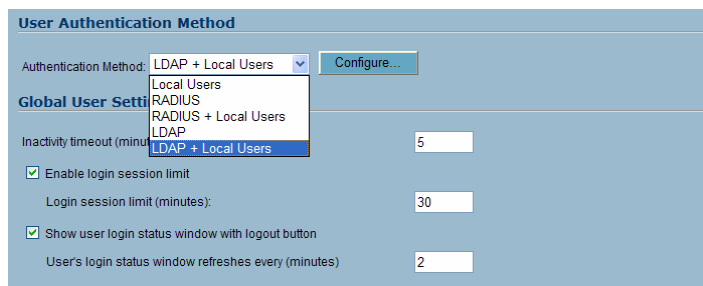 User Authentication Method
Authentication Method: LDAP + Local Users Configure...
Local Users
RADIUS
RADIUS + Local Users
LDAP
LDAP + Local Users
Global User Setti
Inactivity timeout (minut 5
Enable login session limit
Login session limit (minutes): 30
Show user login status window with logout button
User's login status window refreshes every (minutes) 2